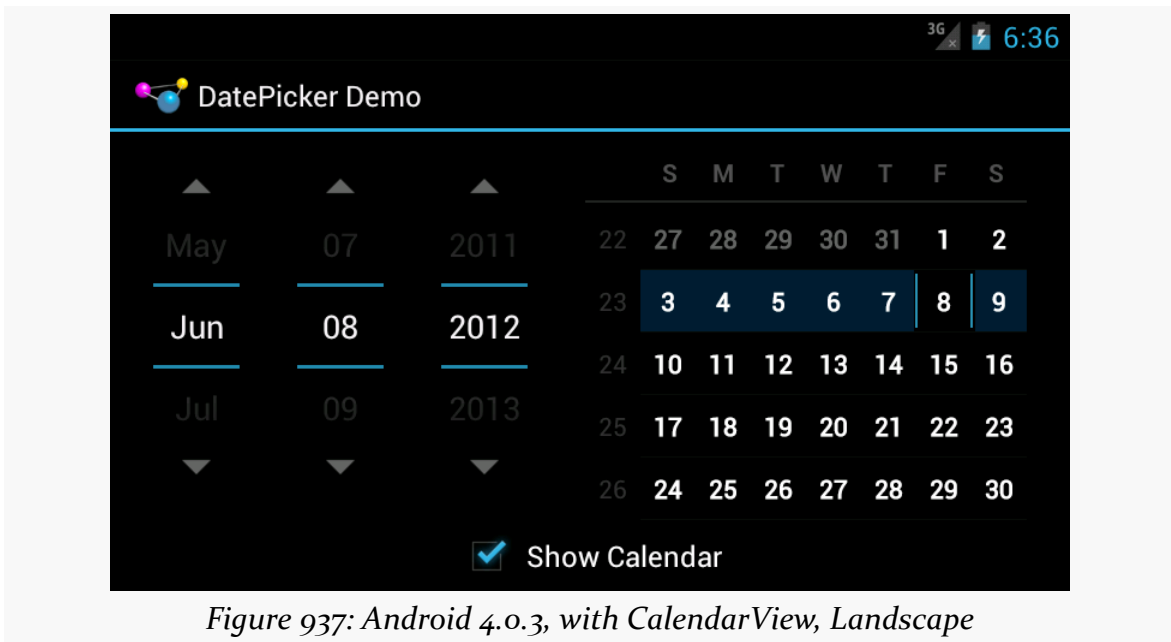 3G 6:36
DatePicker Demo
S M T W T F S
May 07 2011 22 27 28 29 30 31 1 2
23 3 4 5 6 7 8 9
Jun 08 2012
24 10 11 12 13 14 15 16
Jul 09 2013
25 17 18 19 20 21 22 23
26 24 25 26 27 28 29 30
Show Calendar
Figure 937: Android 4.0.3, with CalendarView, Landscape